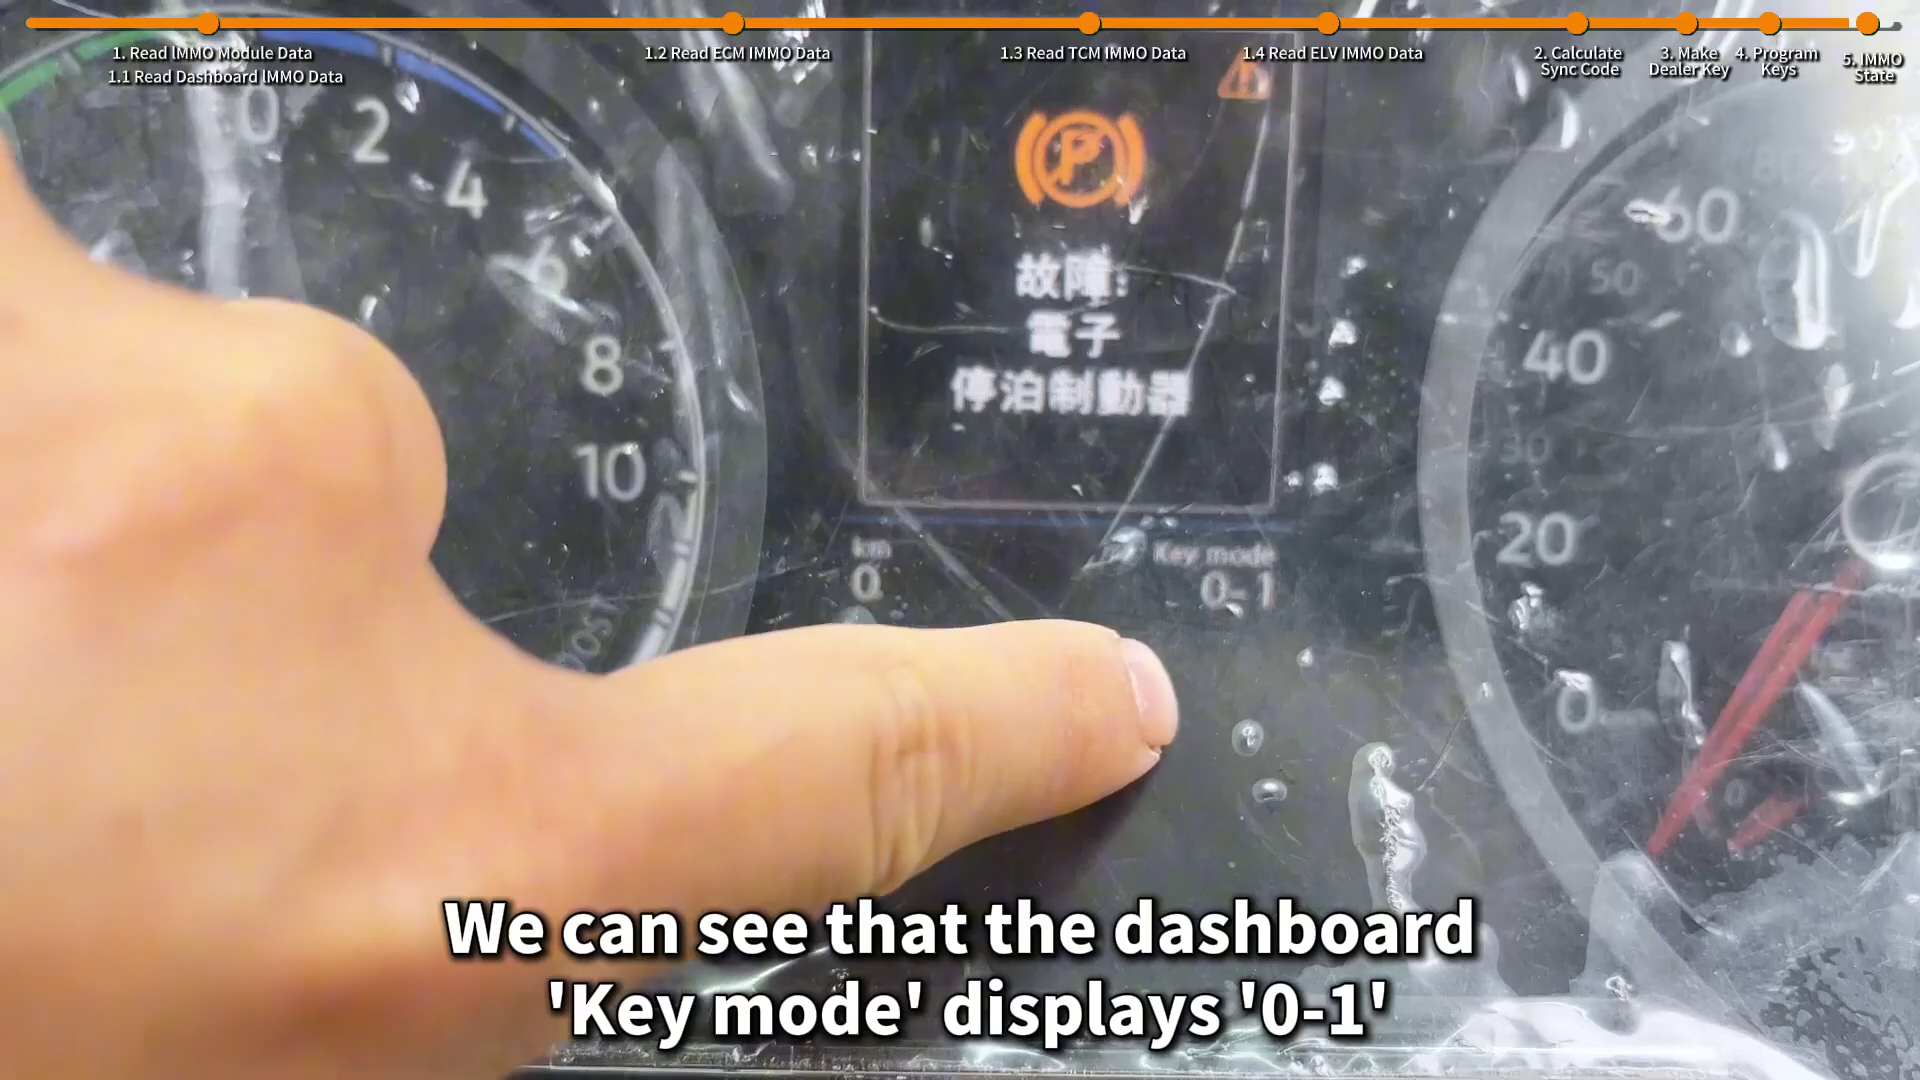 1. Read lMMO Module Data
1.1 Read Dashboard lMMO Data
1.2 Read ECM IMMO Data
1.3 Read TCM IMMO Data
1.4 Read ELV IMMO Data
2. Calculate
Sync Code
3. Make
Dealer Key
4. Program
Keys
5. IMMO
State
0
2
4
6
8
10
12
P
故障:
電子
停泊制動器
km
0
Key mode
0-1
60
50
40
30
20
0
We can see that the dashboard
'Key mode' displays '0-1'